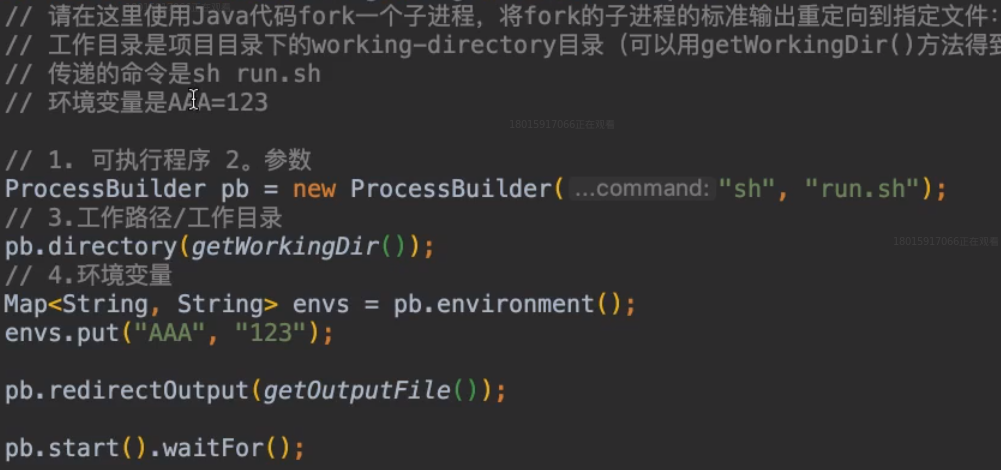 // 请在这里使用Java代码fork一个子进程，将fork的子进程的标准输出重定向到指定文件：
// 工作目录是项目目录下的working-directory目录（可以用getWorkingDir()方法得到
// 传递的命令是sh run.sh
// 环境变量是AAA=123
18015917066正在观看
// 1. 可执行程序 2。参数
ProcessBuilder pb = new ProcessBuilder( ...command: "sh", "run.sh");
// 3.工作路径/工作目录
pb.directory(getWorkingDir());
18015917066正在观看
// 4.环境变量
Map<String, String> envs = pb.environment();
envs.put("AAA", "123");
pb.redirectOutput(getOutputFile());
pb.start().waitFor();